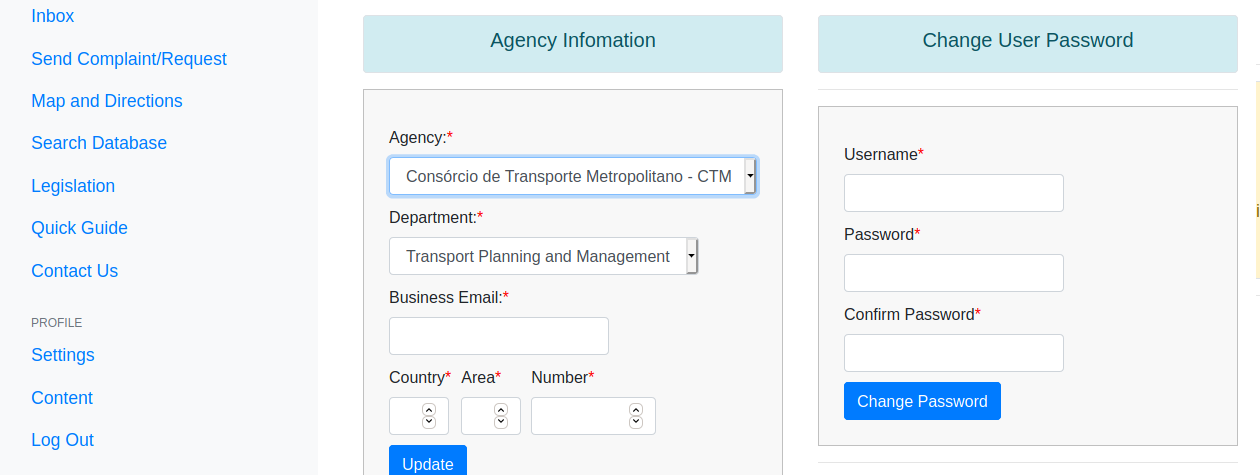 Inbox
Send Complaint/Request
Map and Directions
Search Database
Legislation
Quick Guide
Contact Us
PROFILE
Settings
Content
Log Out
Agency Infomation
Agency:*
Consórcio de Transporte Metropolitano - CTM
Department:*
Transport Planning and Management
Business Email:*
Country* Area* Number*
Update
Change User Password
Username*
Password*
Confirm Password*
Change Password